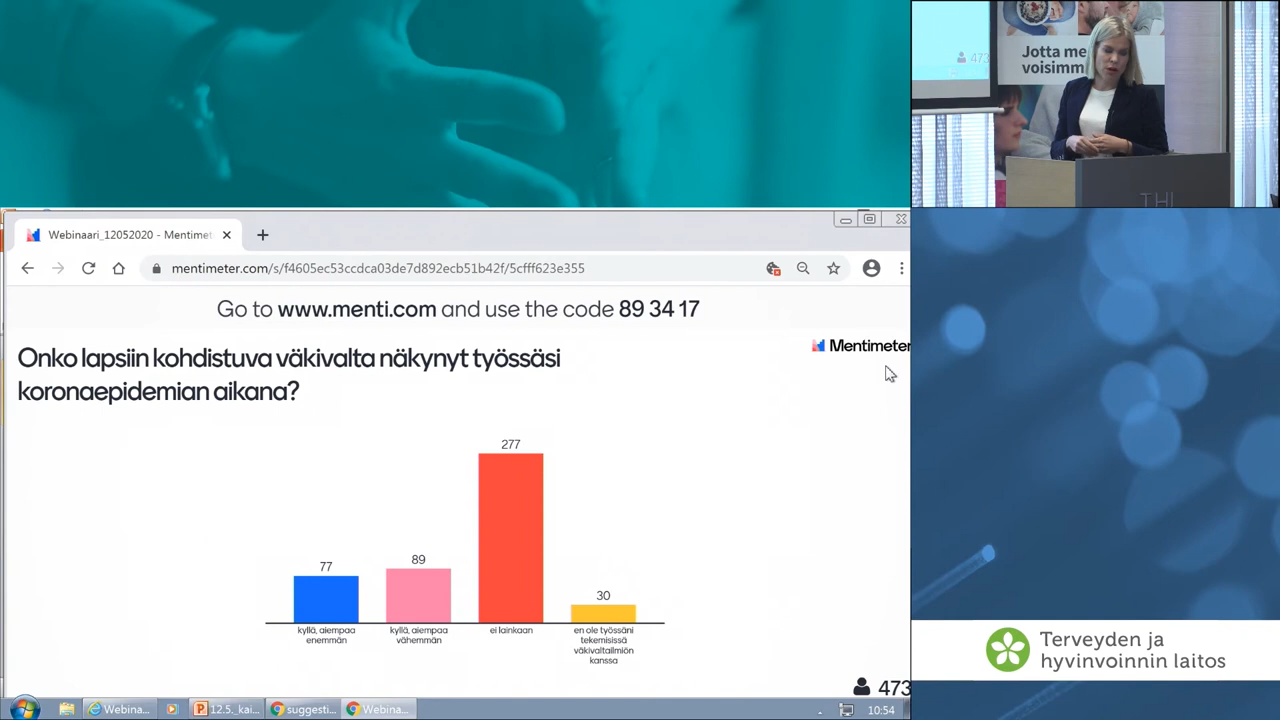 Jotta me
voisimm
473
THL
Webinaari_12052020 - Mentimet
mentimeter.com/s/f4605ec53ccdca03de7d892ecb51b42f/5cfff623e355
Go to www.menti.com and use the code 89 34 17
Mentimeter
Onko lapsiin kohdistuva väkivalta näkynyt työssäsi
koronaepidemian aikana?
277
89
77
30
kyllä, aiempaa
enemmän
kyllä, aiempaa
vähemmän
ei lainkaan
en ole työssäni
tekemisissä
väkivaltailmiön
kanssa
473
Terveyden ja
hyvinvoinnin laitos
Webina...
12.5._kai...
suggesti...
Webina...
10:54